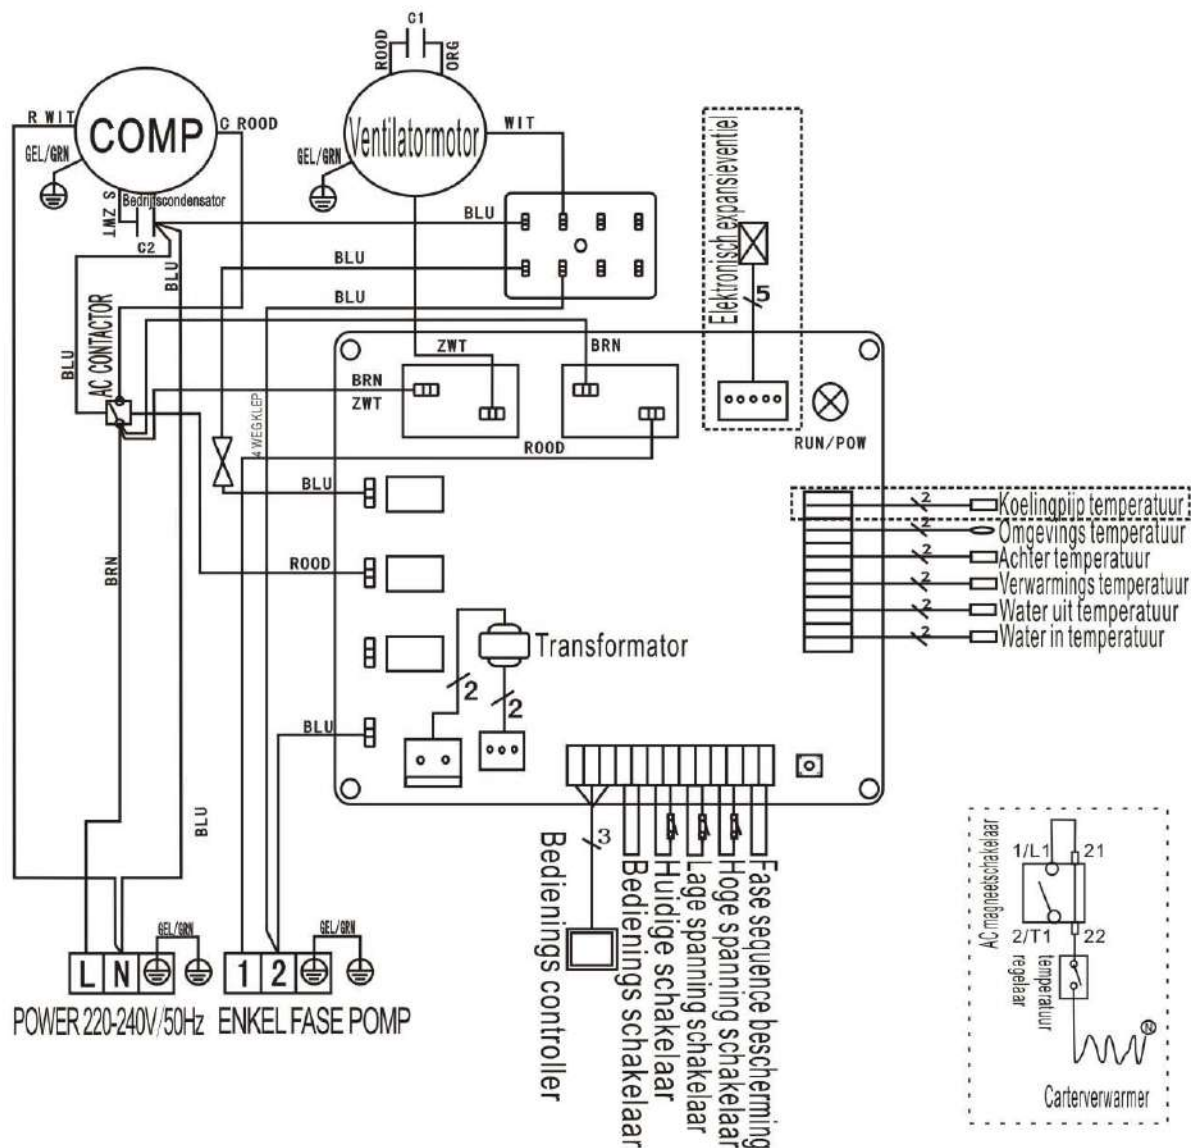 C1
ROOD
ORG
R WIT
COMP
C ROOD
Ventilatormotor
WIT
GEL/GRN
GEL/GRN
S ZWT
Bedrijfscondensator
C2
BLU
BLU
BLU
BLU
BLU
AC CONTACTOR
Elektronisch expansieventiel
5
ZWT
BRN
BRN
ZWT
4 WEG KLEP
ROOD
RUN/POW
BLU
ROOD
BRN
BLU
BLU
Transformator
2
2
2
Koelingpijp temperatuur
2
Omgevings temperatuur
2
Achter temperatuur
2
Verwarmings temperatuur
2
Water uit temperatuur
2
Water in temperatuur
3
Bedienings controller
Bedienings schakelaar
Huidige schakelaar
Lage spanning schakelaar
Hoge spanning schakelaar
Fase sequence bescherming
L N
GEL/GRN
1 2
GEL/GRN
POWER 220-240V/50Hz
ENKEL FASE POMP
AC magneetschakelaar
1/L1
21
2/T1
22
temperatuur
regelaar
N
Carterverwarmer